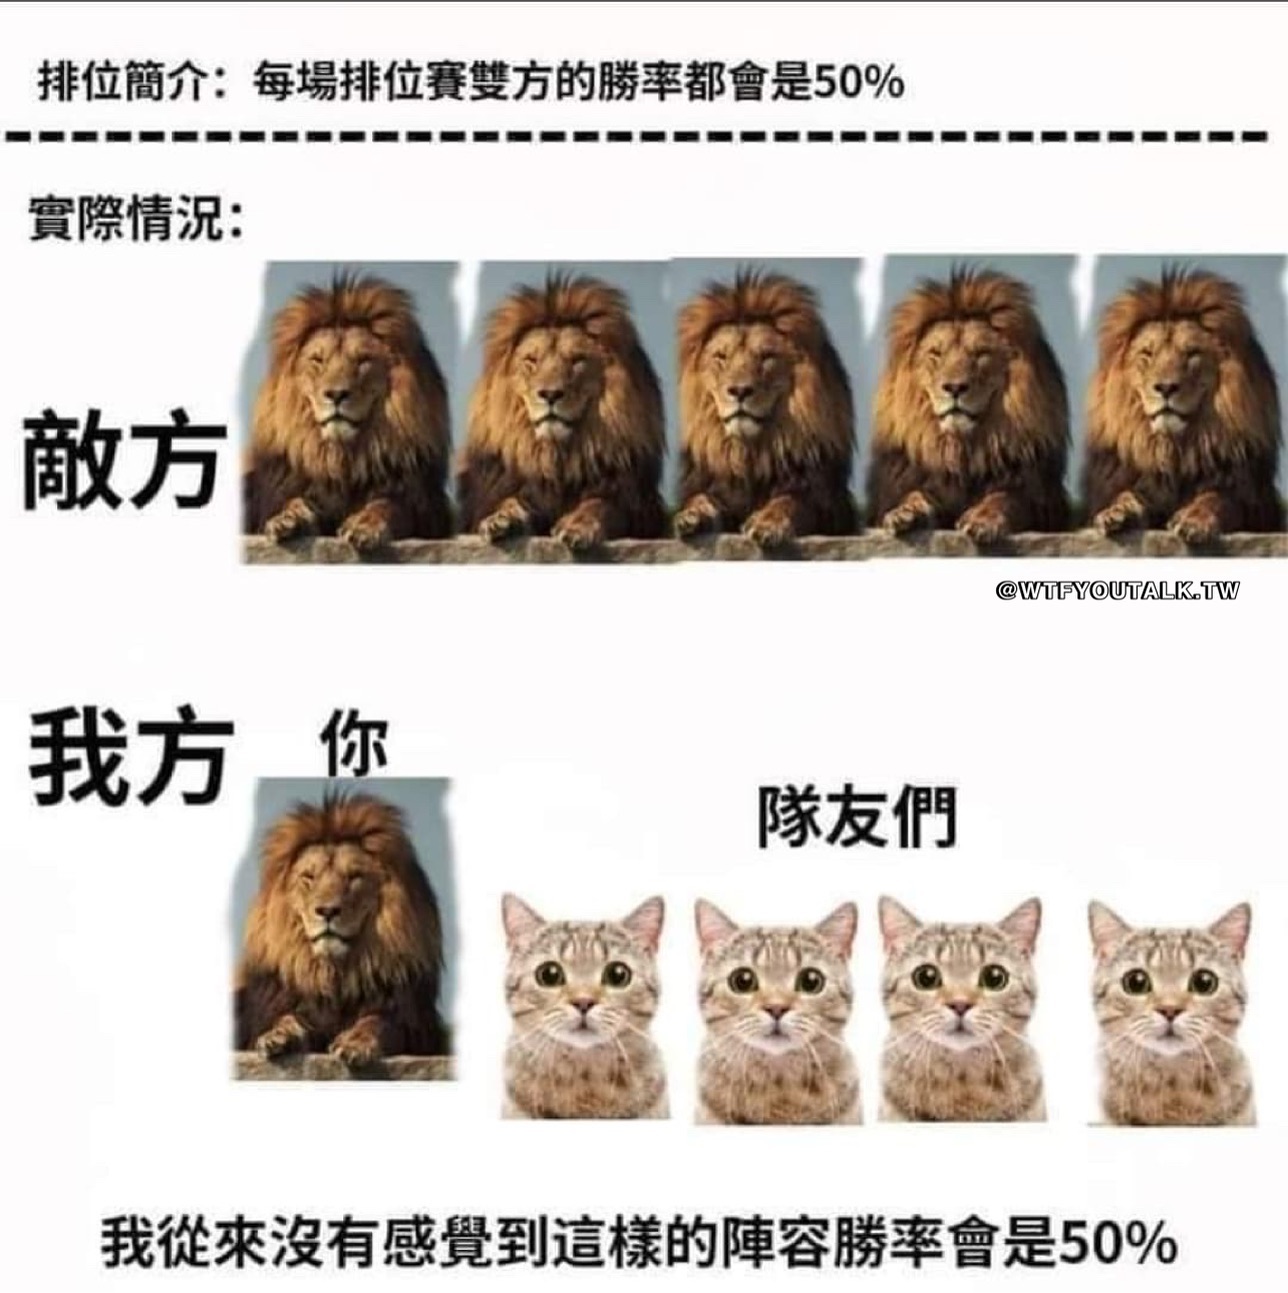 排位簡介：每場排位賽雙方的勝率都會是50%
實際情況：
敵方
@WTFYOUTALK.TW
我方
你
隊友們
我從來沒有感覺到這樣的陣容勝率會是50%